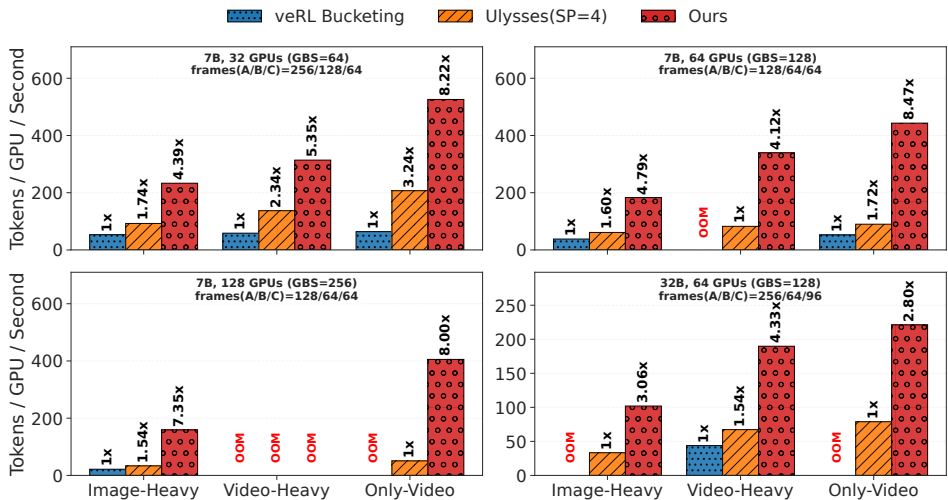 veRL Bucketing Ulysses(SP=4) Ours
Tokens / GPU / Second
600
400
200
0
7B, 32 GPUs (GBS=64)
frames(A/B/C)=256/128/64
1x
1.74x
4.39x
1x
2.34x
5.35x
1x
3.24x
8.22x
600
400
200
0
7B, 64 GPUs (GBS=128)
frames(A/B/C)=128/64/64
1x
1.60x
4.79x
OOM
1x
4.12x
1x
1.72x
8.47x
Tokens / GPU / Second
600
400
200
0
7B, 128 GPUs (GBS=256)
frames(A/B/C)=128/64/64
1x
1.54x
7.35x
OOM
OOM
OOM
OOM
1x
8.00x
Image-Heavy Video-Heavy Only-Video
250
200
150
100
50
0
32B, 64 GPUs (GBS=128)
frames(A/B/C)=256/64/96
OOM
1x
3.06x
1x
1.54x
4.33x
OOM
1x
2.80x
Image-Heavy Video-Heavy Only-Video